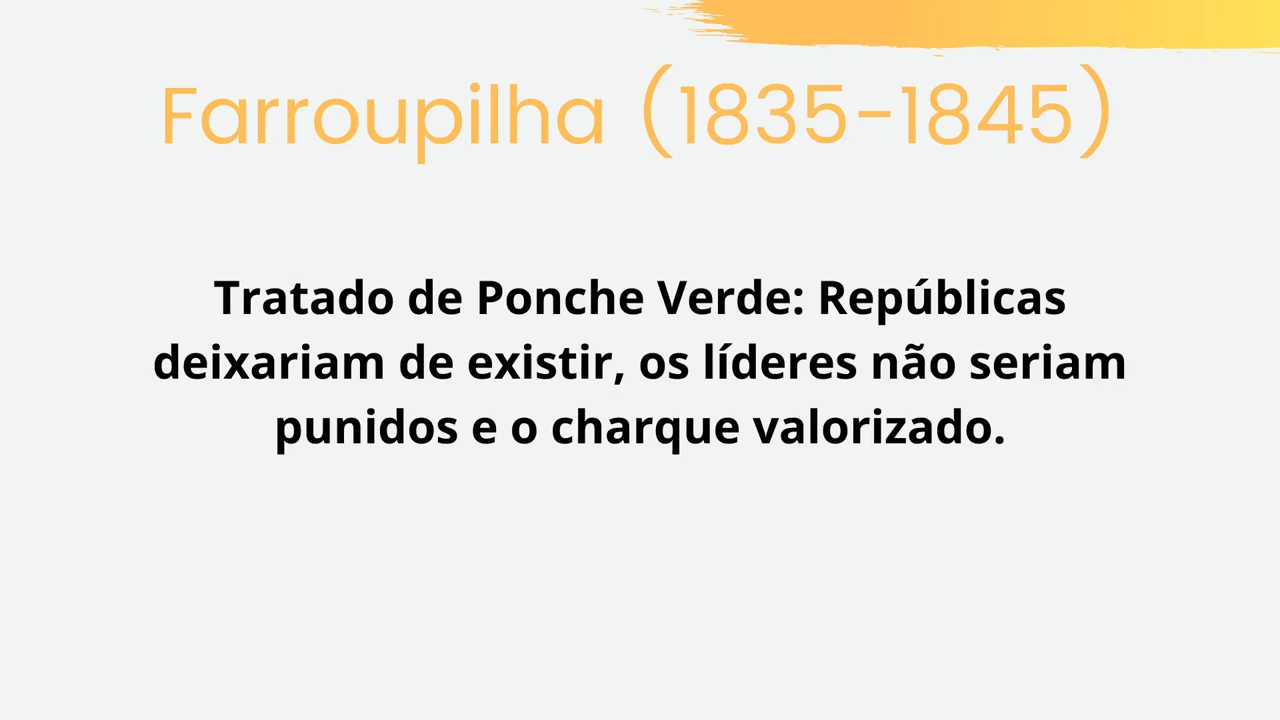 Farroupilha (1835-1845)
Tratado de Ponche Verde: Repúblicas
deixariam de existir, os líderes não seriam
punidos e o charque valorizado.